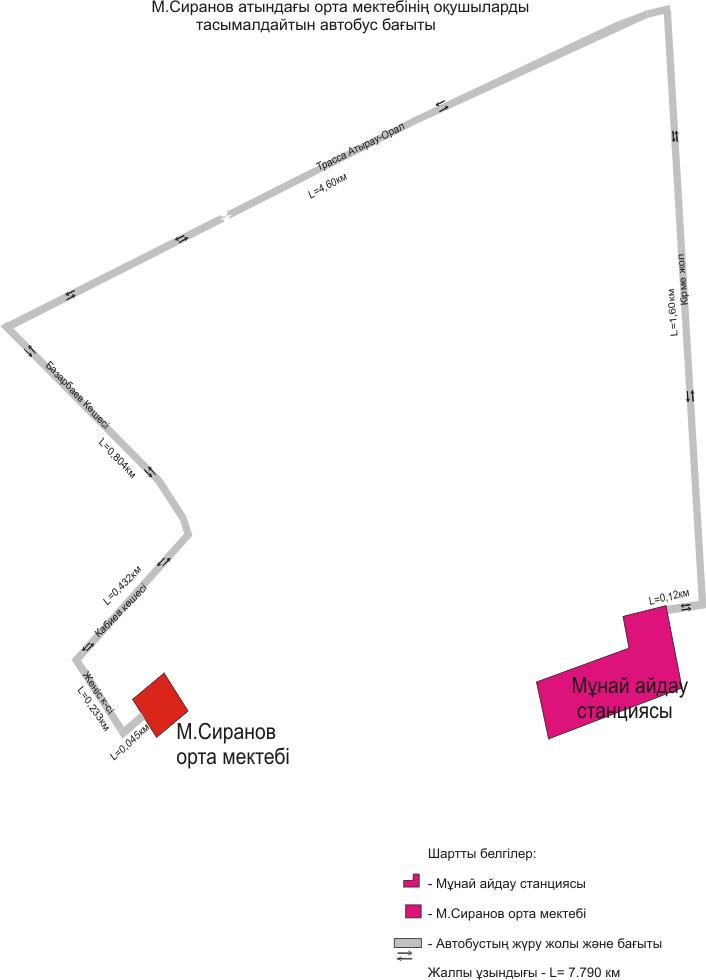 М.Сиранов атындағы орта мектебінің оқушыларды
тасымалдайтын автобус бағыты
Трасса Атырау-Орал
L=4,60км
Кірме жол
L=1,60км
Базарбаев Көшесі
L=0,804км
L=0,432км
Кабиев көшесі
Жеңіс к-сі
L=0,233км
L=0,045км
L=0,12км
М.Сиранов
орта мектебі
Мұнай айдау
станциясы
Шартты белгілер:
- Мұнай айдау станциясы
- М.Сиранов орта мектебі
- Автобустың жүру жолы және бағыты
Жалпы ұзындығы - L= 7.790 км